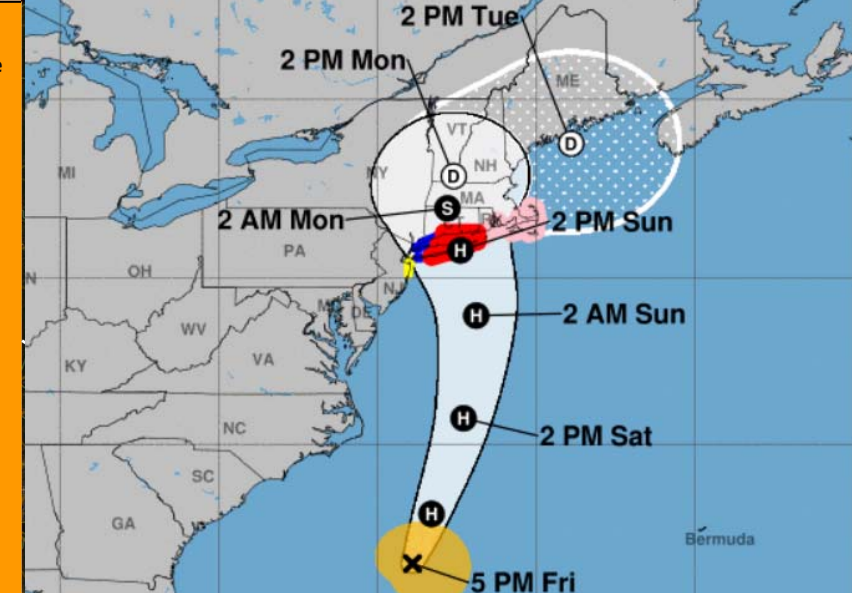 e
2 PM Tue
2 PM Mon
ME
D
VT
D
NH
MI
NY
MA
S
2 AM Mon
2 PM Sun
H
PA
OH
N
NJ
DE
H
2 AM Sun
WV
KY
VA
H
2 PM Sat
NC
SC
H
GA
Bermuda
5 PM Fri